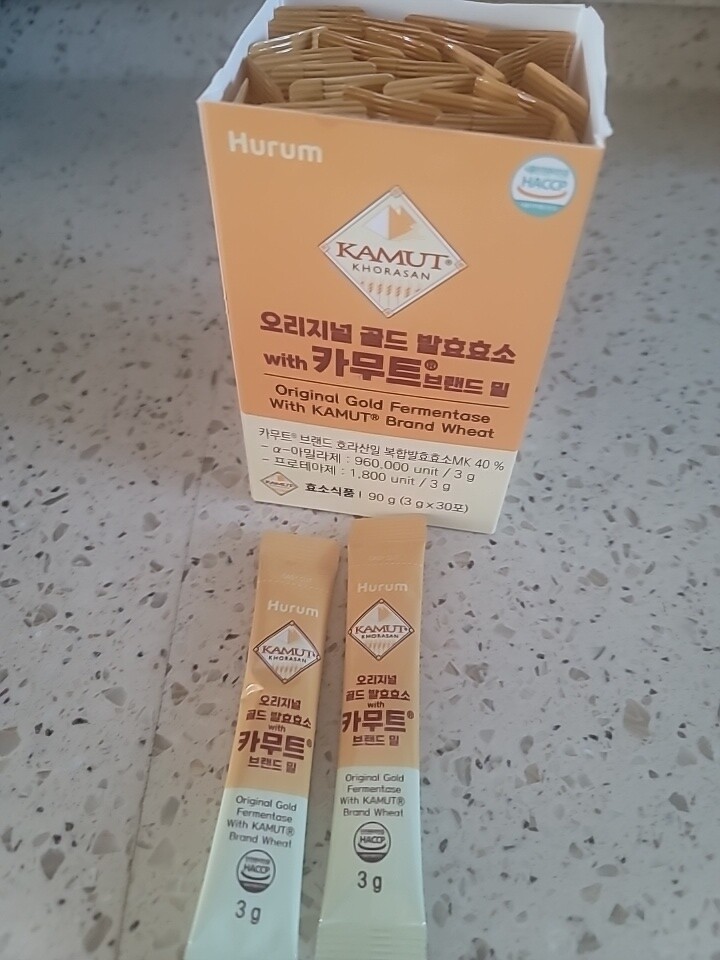 Hurum
HACCP
KAMUT®
KHORASAN
오리지널 골드 발효효소
with 카무트® 브랜드 밀
Original Gold Fermentase
With KAMUT® Brand Wheat
카무트® 브랜드 호라산밀 복합발효효소MK 40 %
- α-아밀라제 : 960,000 unit / 3 g
- 프로테아제 : 1,800 unit / 3 g
KAMUT
효소식품 | 90 g (3 g x 30포)
Hurum
KAMUT®
KHORASAN
오리지널
골드 발효효소
with
카무트®
브랜드 밀
Original Gold
Fermentase
With KAMUT®
Brand Wheat
HACCP
3 g
Hurum
KAMUT®
KHORASAN
오리지널
골드 발효효소
with
카무트®
브랜드 밀
Original Gold
Fermentase
With KAMUT®
Brand Wheat
HACCP
3 g